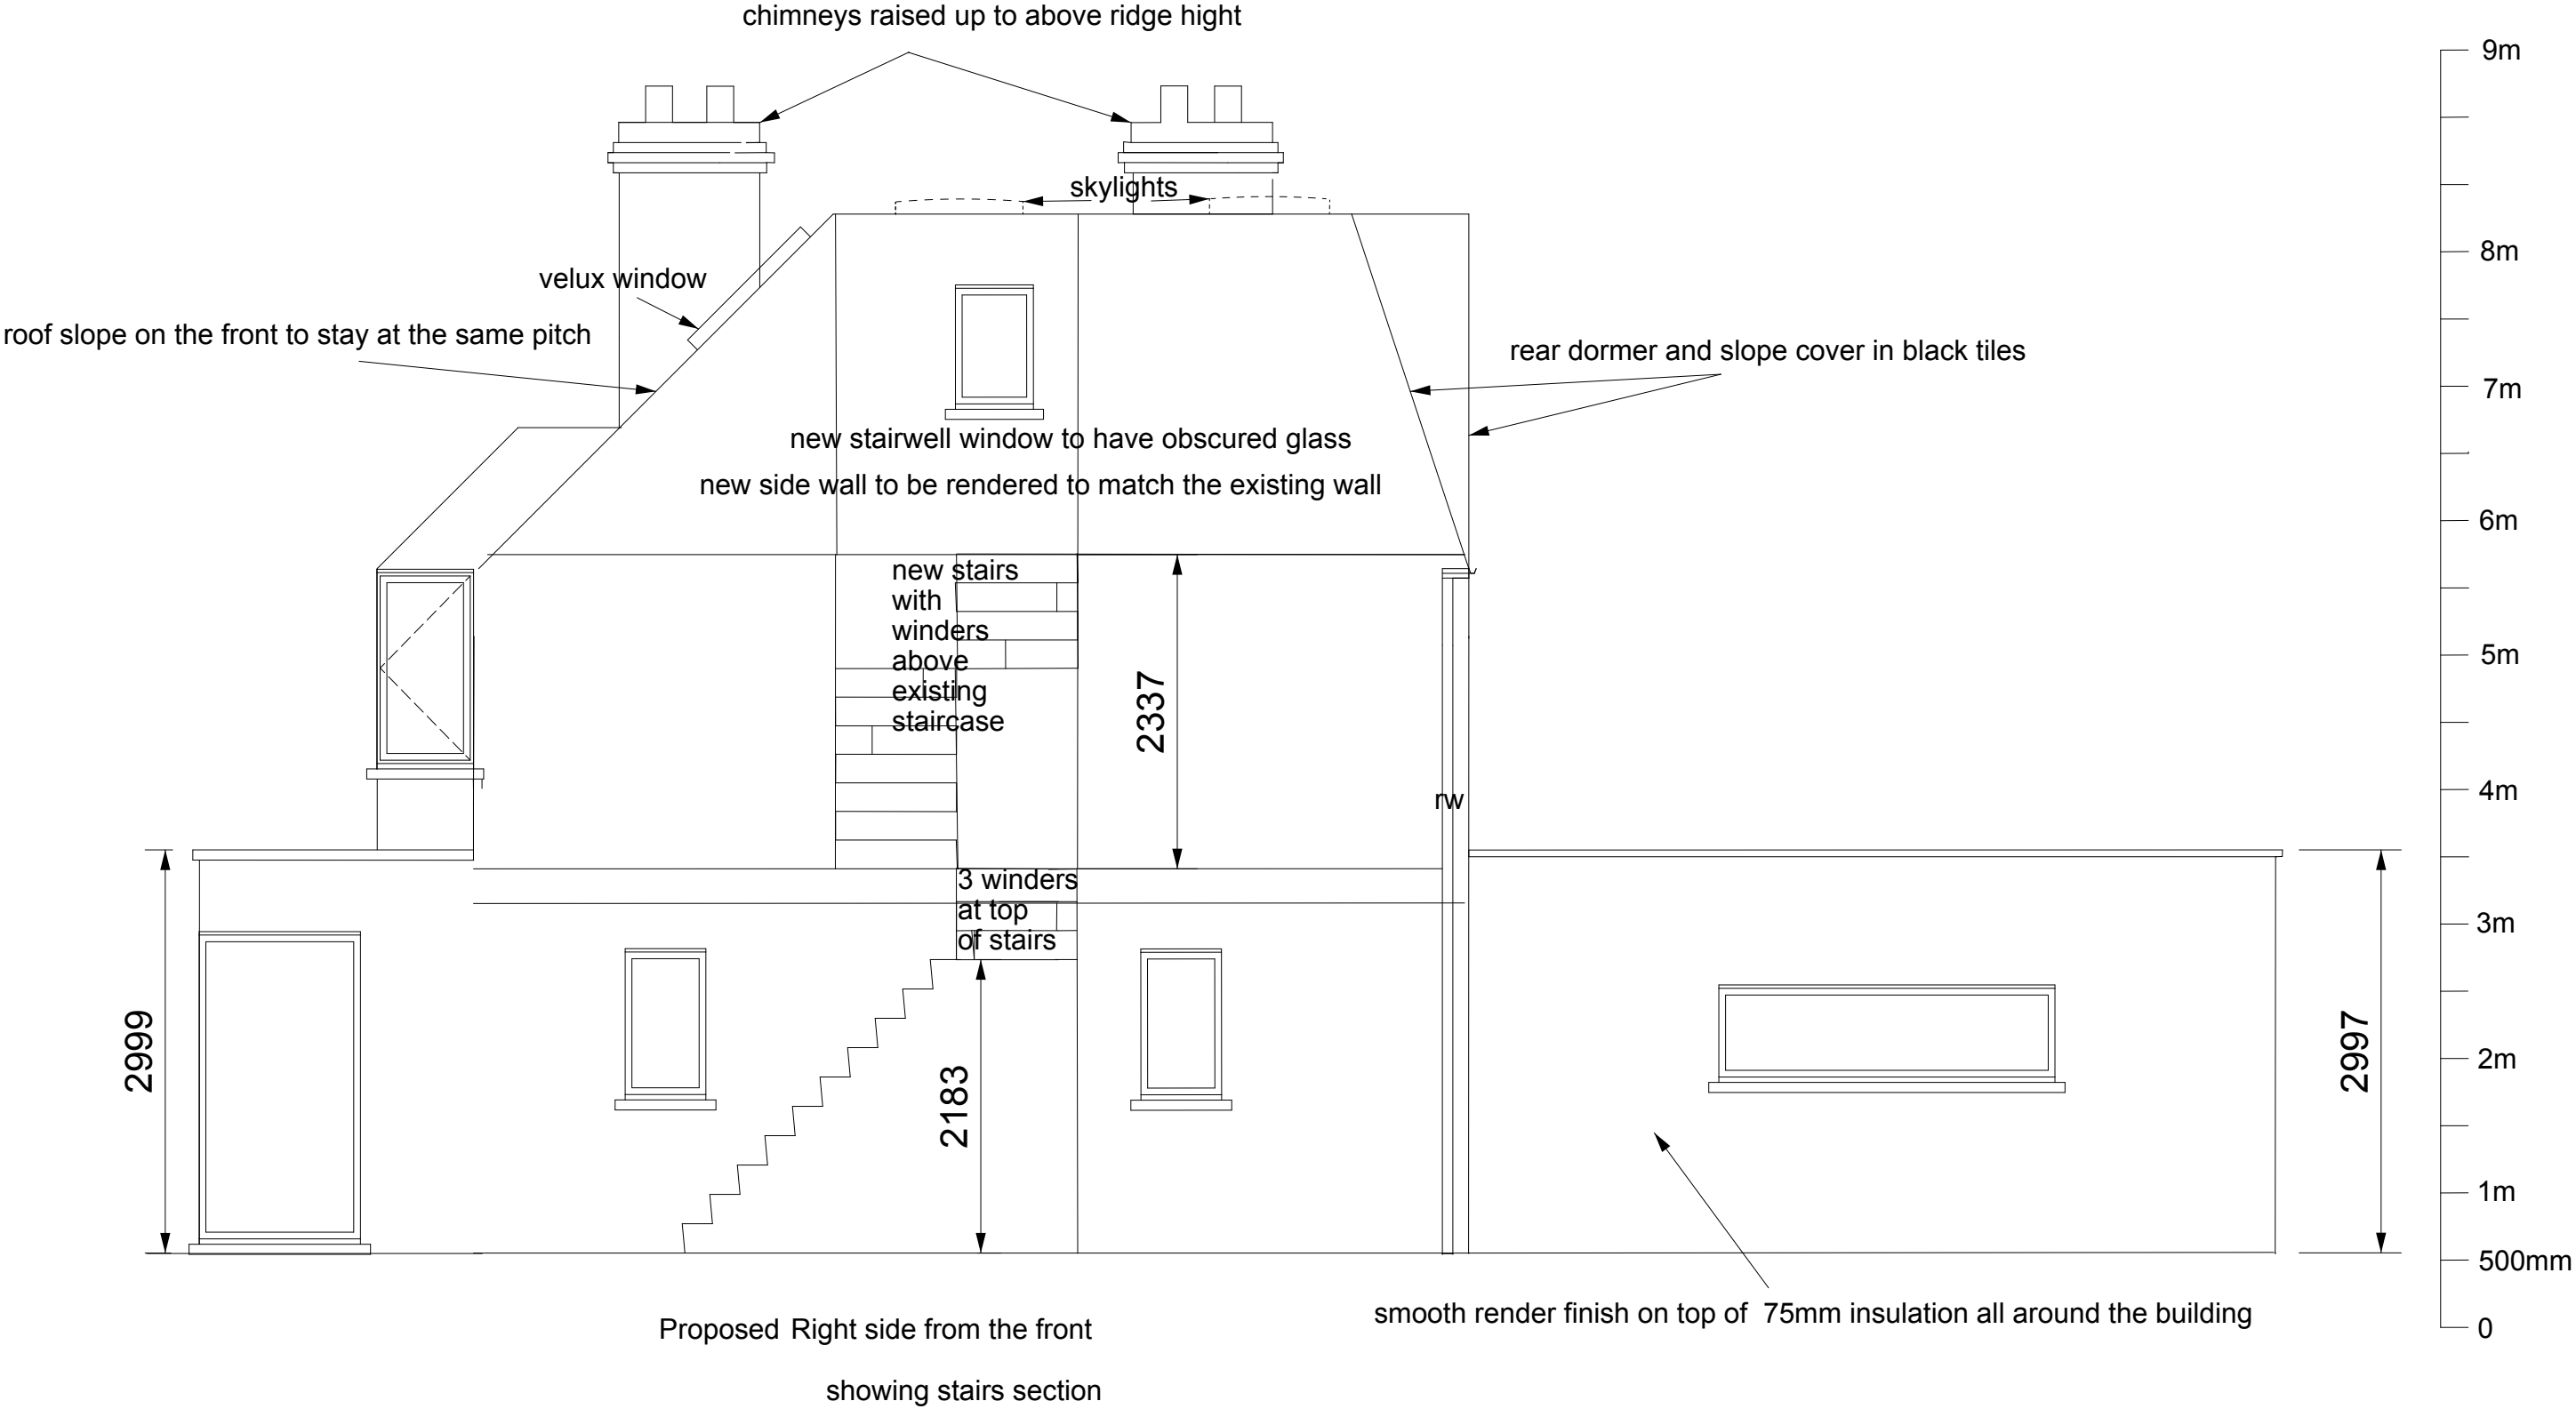 chimneys raised up to above ridge hight
9m
skylights
8m
velux window
roof slope on the front to stay at the same pitch
rear dormer and slope cover in black tiles
7m
new stairwell window to have obscured glass
new side wall to be rendered to match the existing wall
6m
new stairs
with
winders
above
existing
staircase
5m
2337
4m
rw
3 winders
at top
of stairs
3m
2999
2183
2997
2m
1m
500mm
smooth render finish on top of 75mm insulation all around the building
0
Proposed Right side from the front
showing stairs section